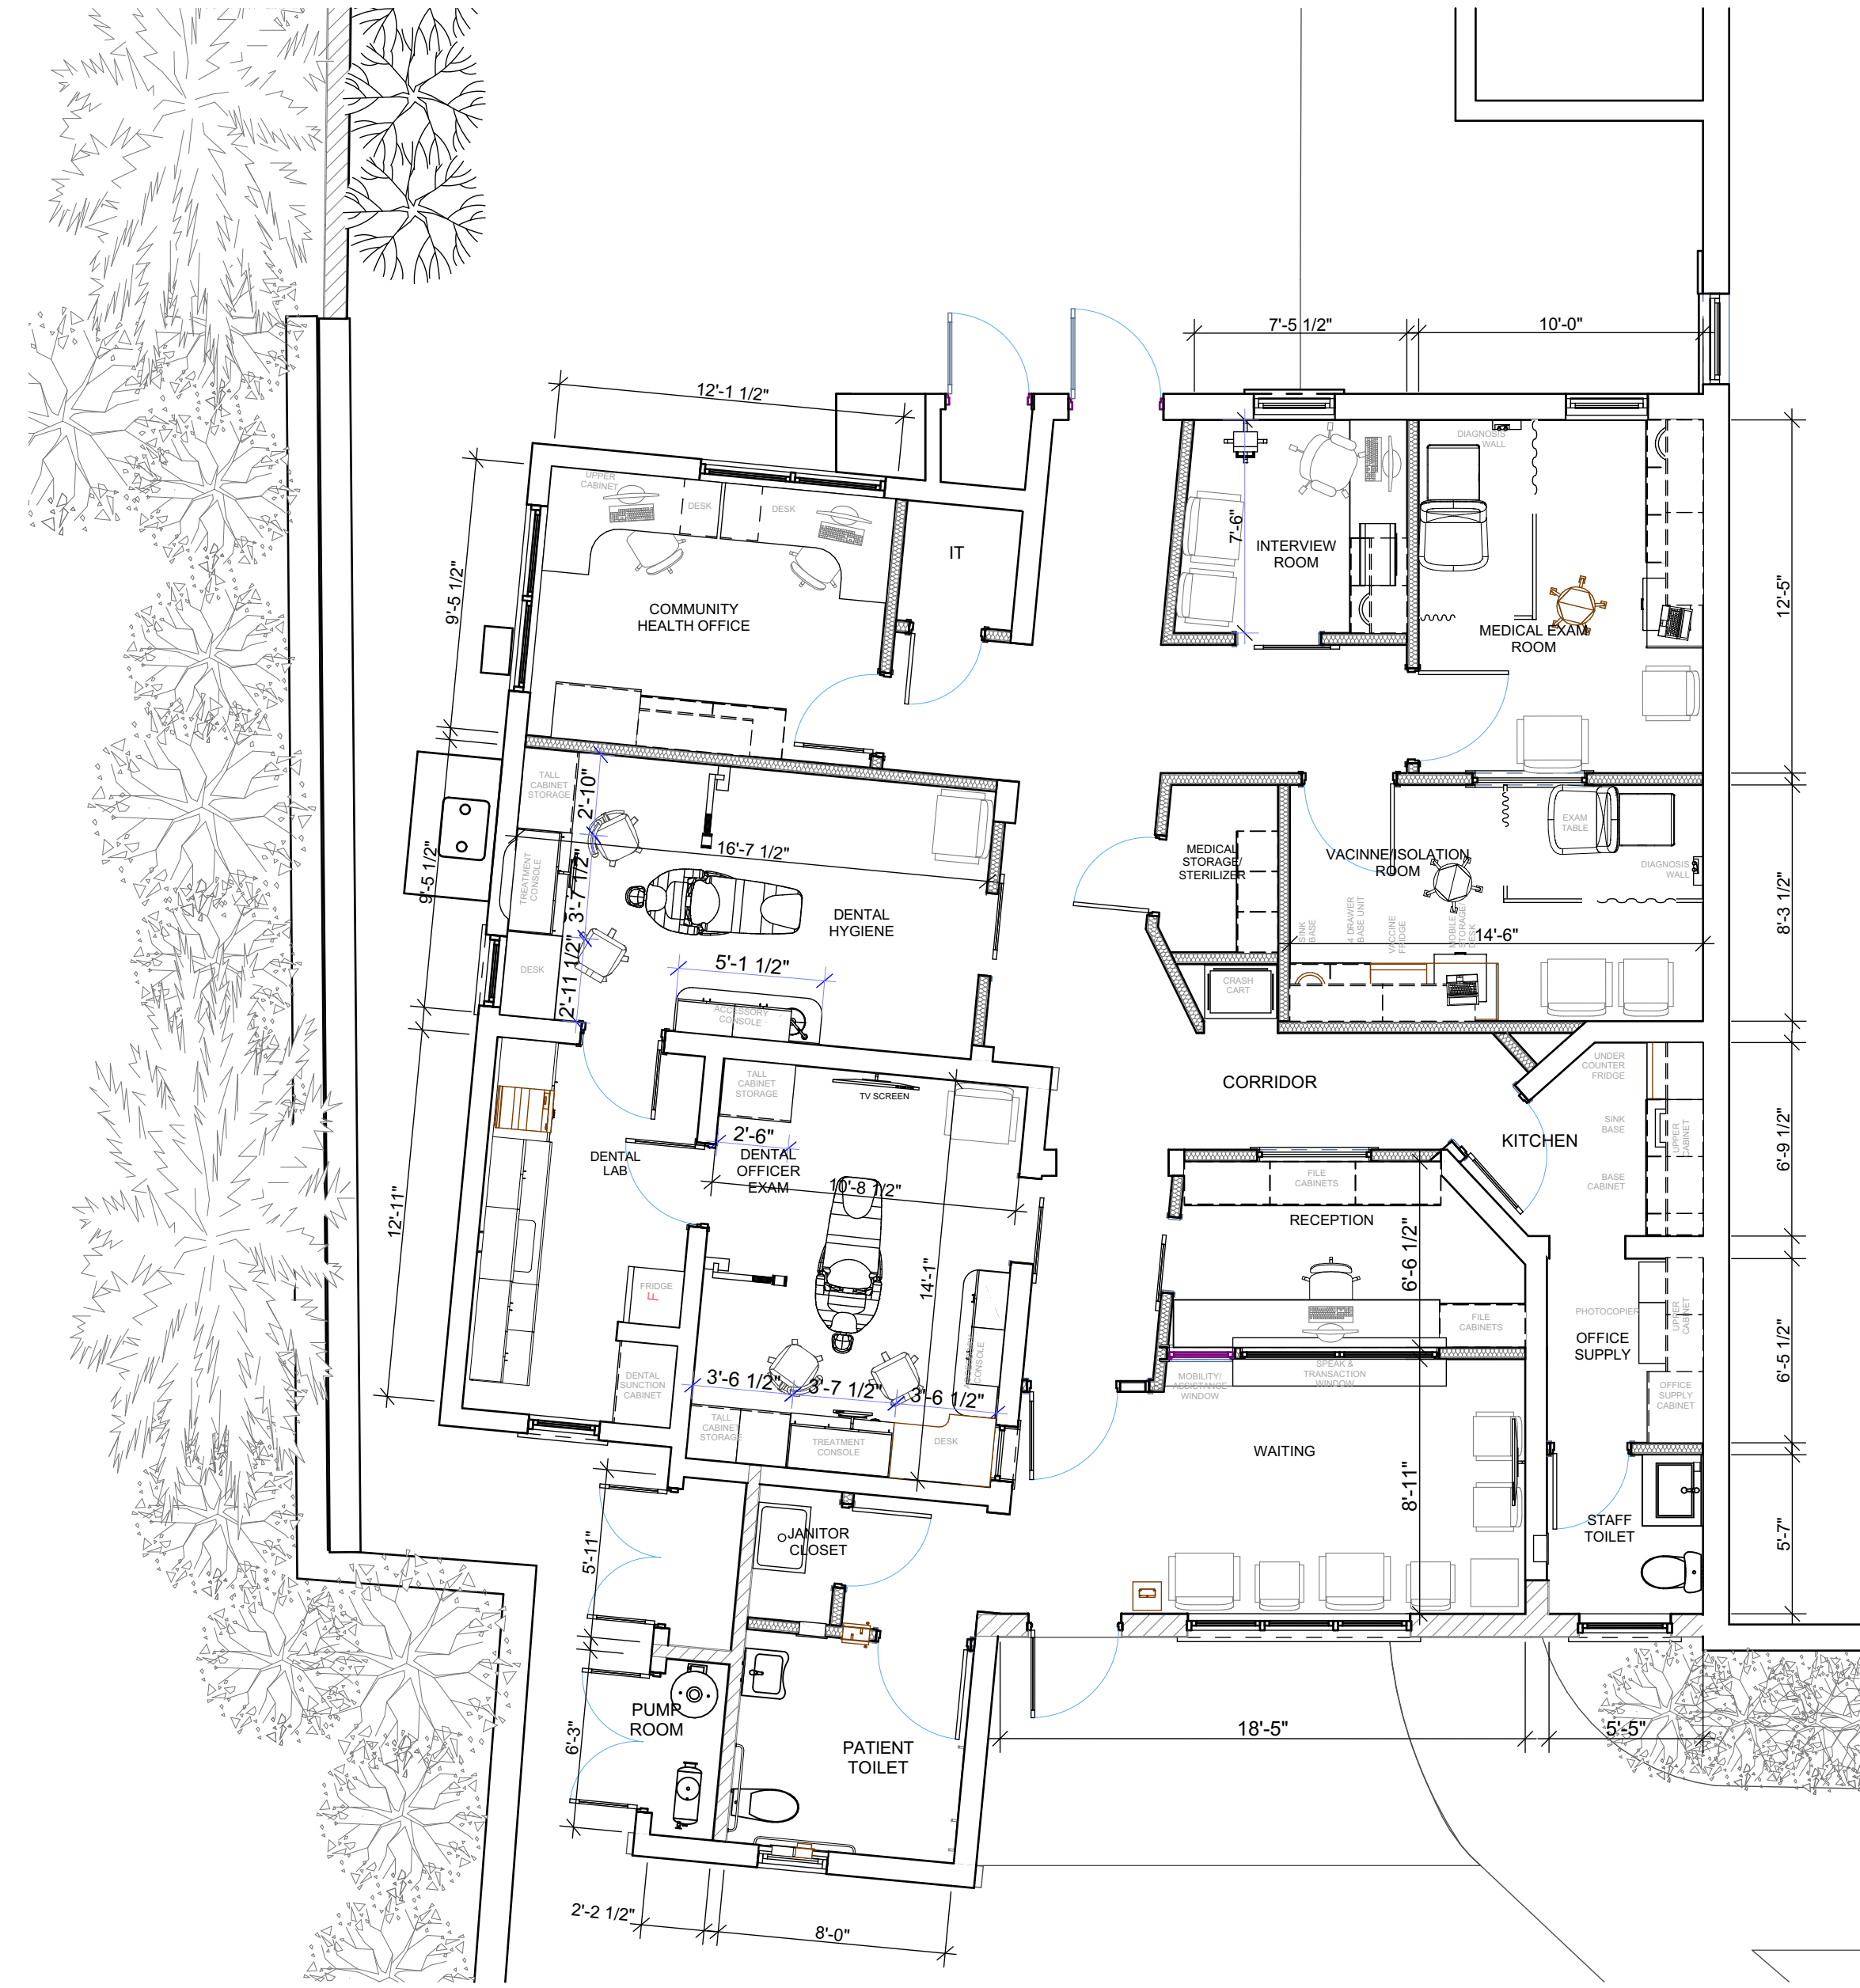 7'-5 1/2"
10'-0"
12'-1 1/2"
UPPER
CABINET
DESK
DESK
IT
COMMUNITY
HEALTH OFFICE
9'-5 1/2"
7'-6"
INTERVIEW
ROOM
DIAGNOSIS
WALL
MEDICAL EXAM
ROOM
12'-5"
TALL
CABINET
STORAGE
2'-10"
16'-7 1/2"
TREATMENT
CONSOLE
3'-7 1/2"
9'-5 1/2"
DENTAL
HYGIENE
DESK
2'-11 1/2"
5'-1 1/2"
ACCESSORY
CONSOLE
MEDICAL
STORAGE/
STERILIZER
VACINNE/ISOLATION
ROOM
EXAM
TABLE
DIAGNOSIS
WALL
SINK
BASE
4 DRAWER
BASE UNIT
VACCINE
FRIDGE
MOBILE
STORAGE/
DESK
14'-6"
8'-3 1/2"
CRASH
CART
CORRIDOR
UNDER
COUNTER
FRIDGE
SINK
BASE
UPPER
CABINET
KITCHEN
BASE
CABINET
6'-9 1/2"
TALL
CABINET
STORAGE
TV SCREEN
2'-6"
DENTAL
LAB
DENTAL
OFFICER
EXAM
10'-8 1/2"
12'-11"
14'-1"
FRIDGE
F
DENTAL
SUNCTION
CABINET
CONSOLE
3'-6 1/2"
3'-7 1/2"
3'-6 1/2"
TALL
CABINET
STORAGE
TREATMENT
CONSOLE
DESK
FILE
CABINETS
RECEPTION
6'-6 1/2"
FILE
CABINETS
MOBILITY/
ASSISTANCE
WINDOW
SPEAK &
TRANSACTION
WINDOW
PHOTOCOPIER
UPPER
CABINET
OFFICE
SUPPLY
6'-5 1/2"
OFFICE
SUPPLY
CABINET
WAITING
8'-11"
STAFF
TOILET
5'-7"
JANITOR
CLOSET
5'-11"
PUMP
ROOM
6'-3"
PATIENT
TOILET
18'-5"
5'-5"
2'-2 1/2"
8'-0"